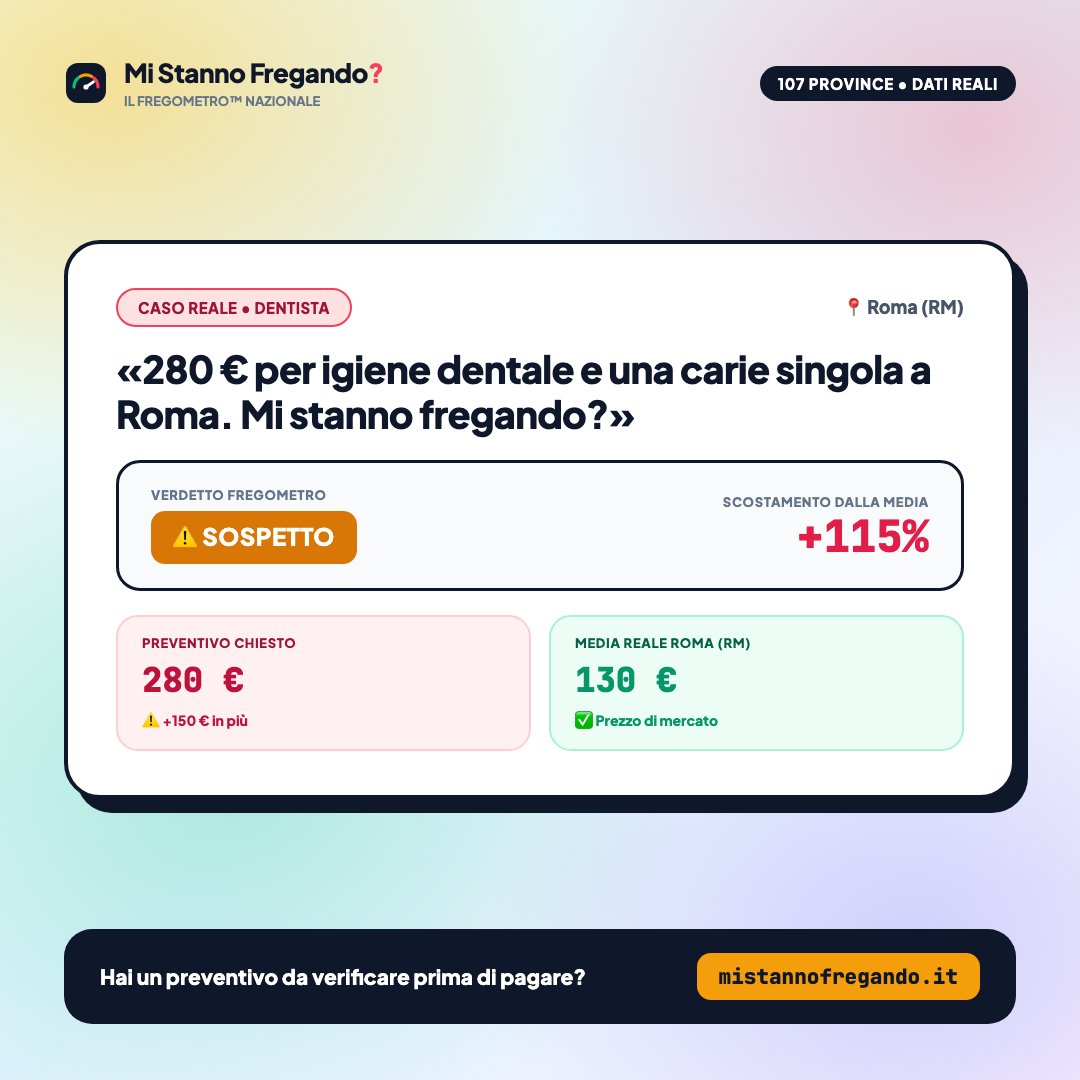 Mi Stanno Fregando?
IL FREGOMETRO™ NAZIONALE
107 PROVINCE ● DATI REALI
CASO REALE ● DENTISTA
📍 Roma (RM)
«280 € per igiene dentale e una carie singola a
Roma. Mi stanno fregando?»
VERDETTO FREGOMETRO
⚠️ SOSPETTO
SCOSTAMENTO DALLA MEDIA
+115%
PREVENTIVO CHIESTO
280 €
⚠️ +150 € in più
MEDIA REALE ROMA (RM)
130 €
✅ Prezzo di mercato
Hai un preventivo da verificare prima di pagare?
mistannofregando.it